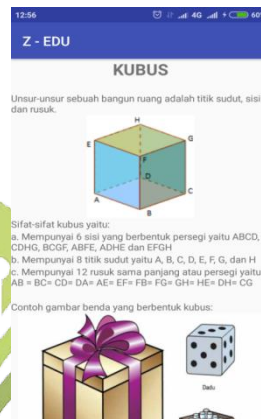 12:56
4G
60%
Z - EDU
KUBUS
Unsur-unsur sebuah bangun ruang adalah titik sudut, sisi
dan rusuk.
H
E
G
F
D
A
C
B
Sifat-sifat kubus yaitu:
a. Mempunyai 6 sisi yang berbentuk persegi yaitu ABCD,
CDHG, BCGF, ABFE, ADHE dan EFGH
b. Mempunyai 8 titik sudut yaitu A, B, C, D, E, F, G, dan H
c. Mempunyai 12 rusuk sama panjang atau persegi yaitu
AB = BC= CD= DA= AE= EF= FB= FG= GH= HE= DH= CG
Contoh gambar benda yang berbentuk kubus:
Dadu